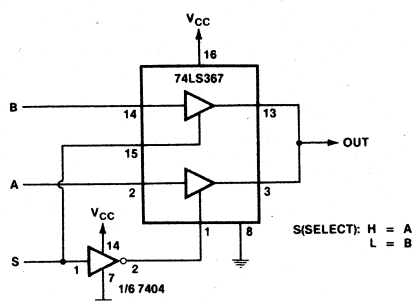 VCC
16
74LS367
B
14
13
15
OUT
A
2
3
VCC
1
8
S(SELECT): H = A
L = B
14
S
1
2
7
1/6 7404